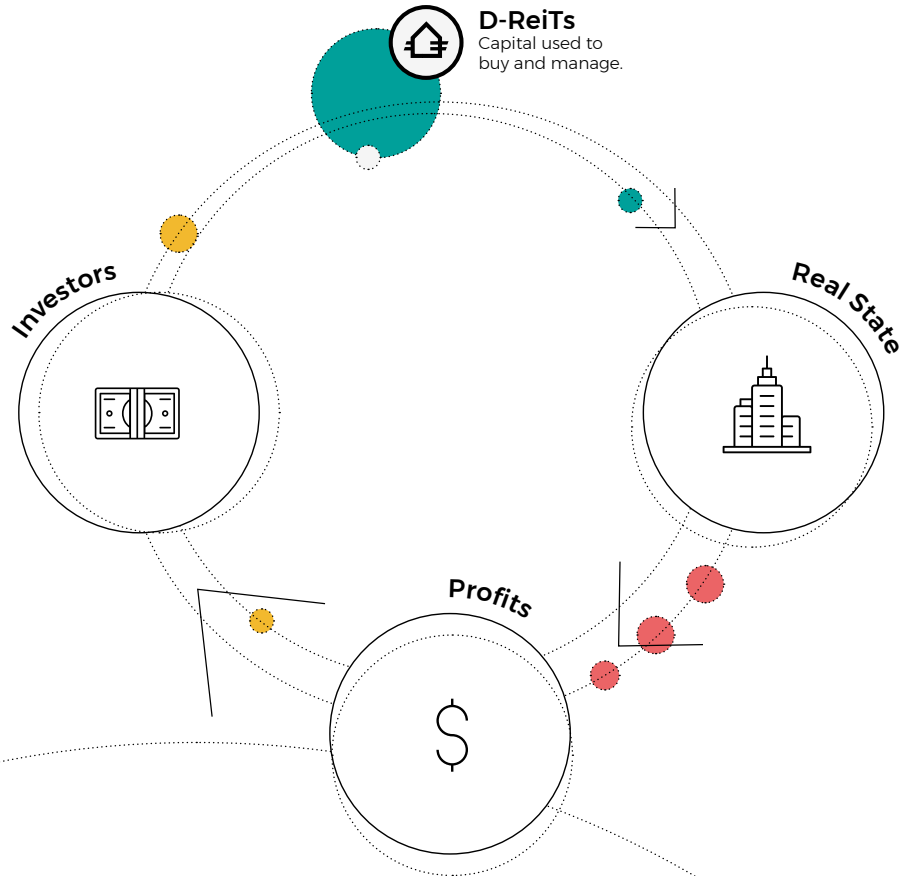 D-ReiTs
Capital used to
buy and manage.
Investors
Real State
Profits